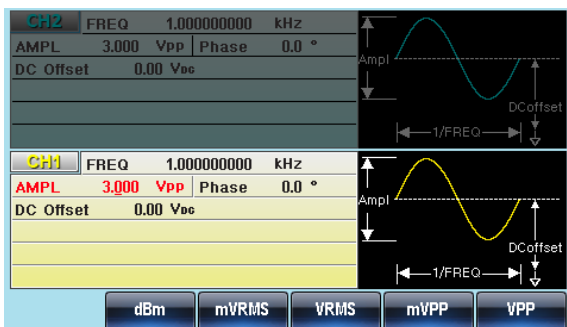 CH2 FREQ 1.000000000 kHz
AMPL 3.000 Vpp Phase 0.0 °
DC Offset 0.00 VDC
Ampl
DCoffset
1/FREQ
CH1 FREQ 1.000000000 kHz
AMPL 3.000 Vpp Phase 0.0 °
DC Offset 0.00 VDC
Ampl
DCoffset
1/FREQ
dBm mVRMS VRMS mVPP VPP